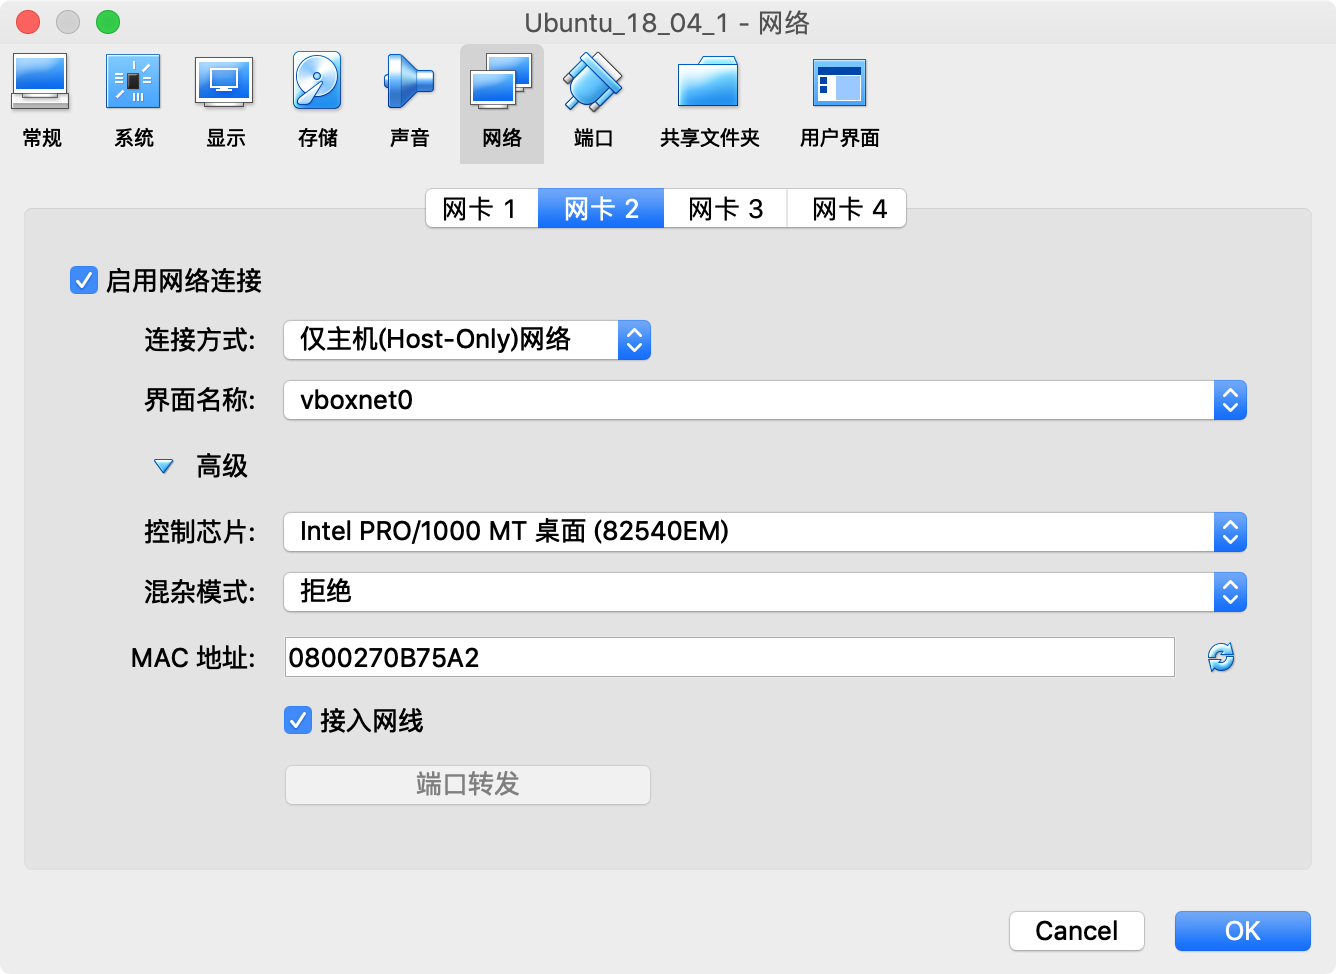 Ubuntu_18_04_1 - 网络
常规 系统 显示 存储 声音 网络 端口 共享文件夹 用户界面
网卡 1 网卡 2 网卡 3 网卡 4
启用网络连接
连接方式: 仅主机(Host-Only)网络
界面名称: vboxnet0
高级
控制芯片: Intel PRO/1000 MT 桌面 (82540EM)
混杂模式: 拒绝
MAC 地址: 0800270B75A2
接入网线
端口转发
Cancel OK